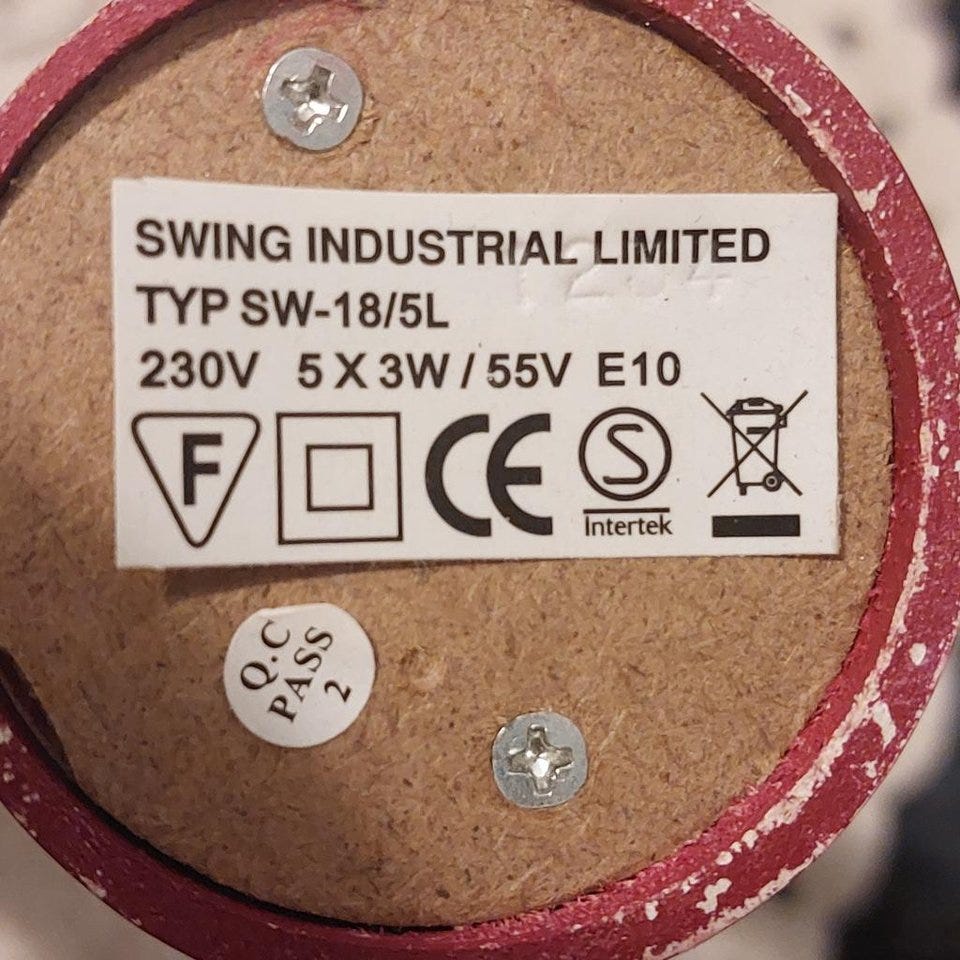 SWING INDUSTRIAL LIMITED
TYP SW-18/5L
230V 5 X 3W / 55V E10
F
CE
S
Intertek
Q.C
PASS
2